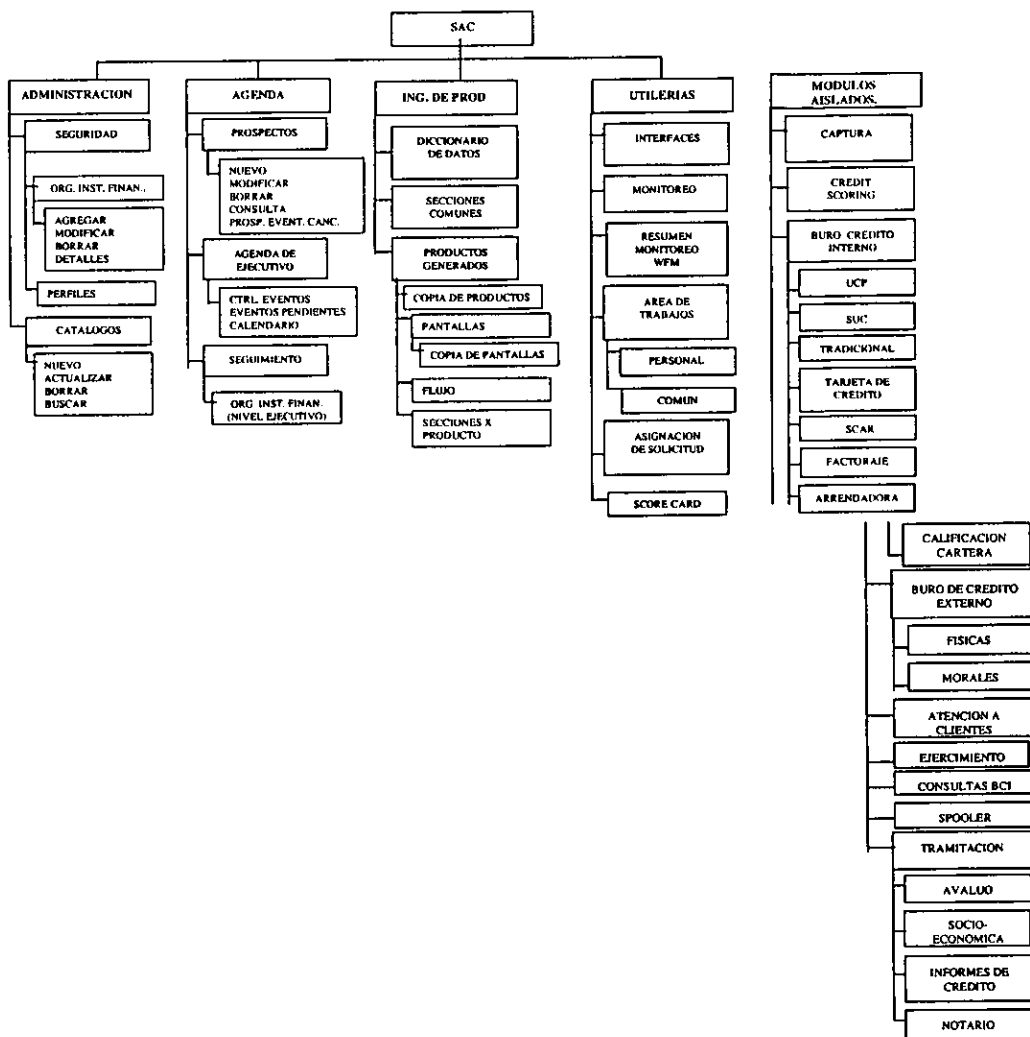 SAC
ADMINISTRACION
SEGURIDAD
ORG. INST. FINAN..
AGREGAR
MODIFICAR
BORRAR
DETALLES
PERFILES
CATALOGOS
NUEVO
ACTUALIZAR
BORRAR
BUSCAR
AGENDA
PROSPECTOS
NUEVO
MODIFICAR
BORRAR
CONSULTA
PROSP. EVENT. CANC.
AGENDA DE
EJECUTIVO
CTRL. EVENTOS
EVENTOS PENDIENTES
CALENDARIO
SEGUIMIENTO
ORG. INST. FINAN.
(NIVEL EJECUTIVO)
ING. DE PROD
DICCIONARIO
DE DATOS
SECCIONES
COMUNES
PRODUCTOS
GENERADOS
COPIA DE PRODUCTOS
PANTALLAS
COPIA DE PANTALLAS
FLUJO
SECCIONES X
PRODUCTO
UTILERIAS
INTERFACES
MONITOREO
RESUMEN
MONITOREO
WFM
AREA DE
TRABAJOS
PERSONAL
COMUN
ASIGNACION
DE SOLICITUD
SCORE CARD
MODULOS
AISLADOS.
CAPTURA
CREDIT
SCORING
BURO CREDITO
INTERNO
UCP
SUC
TRADICIONAL
TARJETA DE
CREDITO
SCAR
FACTORAJE
ARRENDADORA
CALIFICACION
CARTERA
BURO DE CREDITO
EXTERNO
FISICAS
MORALES
ATENCION A
CLIENTES
EJERCIMIENTO
CONSULTAS BCI
SPOOLER
TRAMITACION
AVALUO
SOCIO-
ECONOMICA
INFORMES DE
CREDITO
NOTARIO